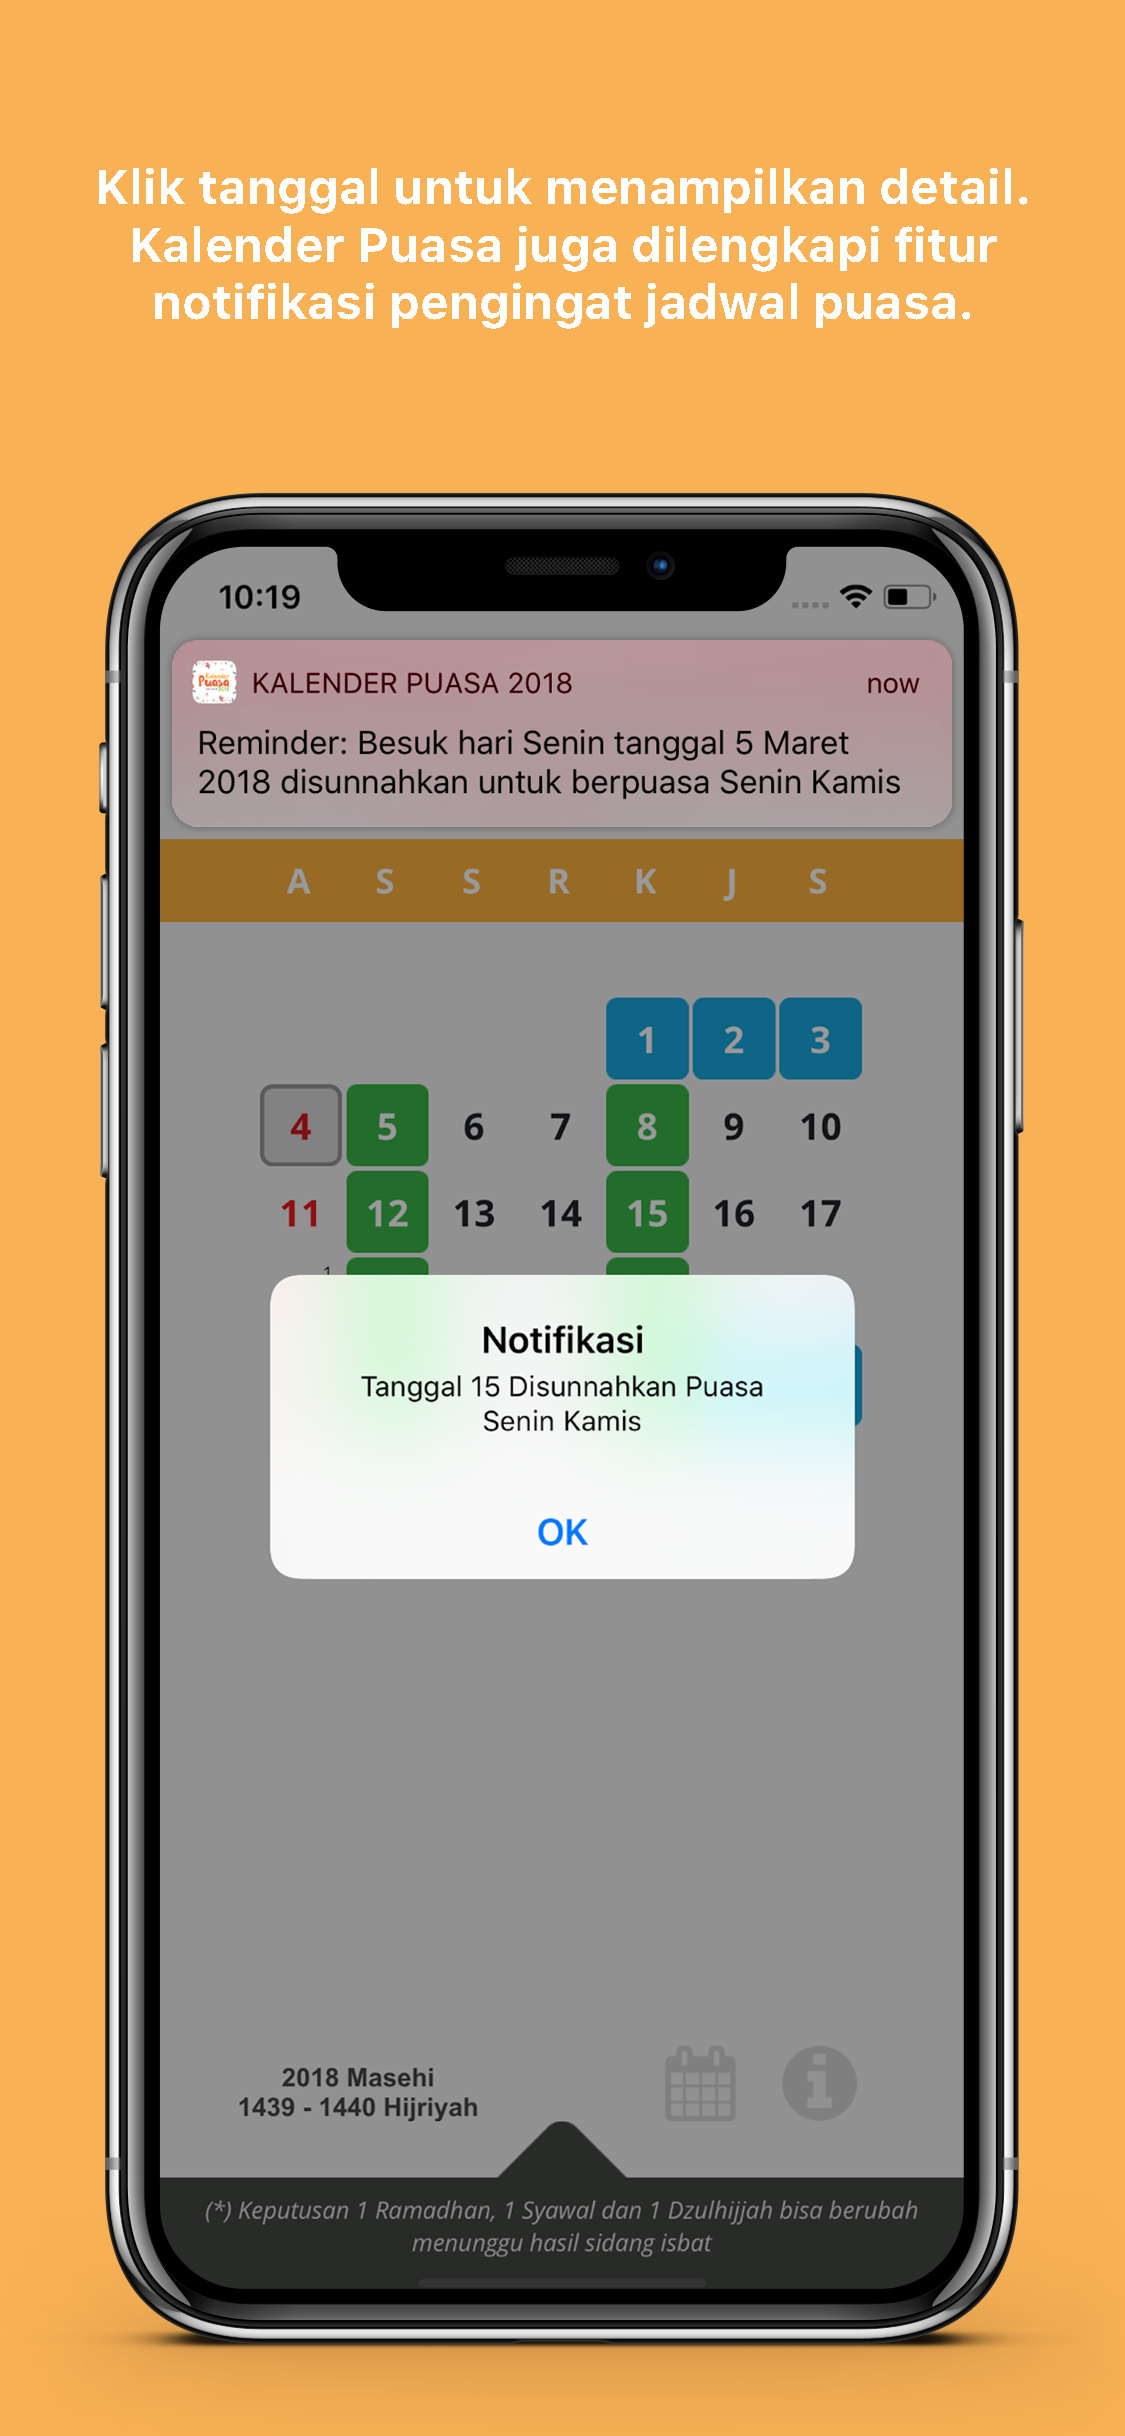 Klik tanggal untuk menampilkan detail.
Kalender Puasa juga dilengkapi fitur
notifikasi pengingat jadwal puasa.
10:19
Kalender
Puasa
2018
KALENDER PUASA 2018 now
Reminder: Besuk hari Senin tanggal 5 Maret
2018 disunnahkan untuk berpuasa Senin Kamis
A S S R K J S
1 2 3
4 5 6 7 8 9 10
11 12 13 14 15 16 17
1
Notifikasi
Tanggal 15 Disunnahkan Puasa
Senin Kamis
OK
2018 Masehi
1439 - 1440 Hijriyah
(*) Keputusan 1 Ramadhan, 1 Syawal dan 1 Dzulhijjah bisa berubah
menunggu hasil sidang isbat